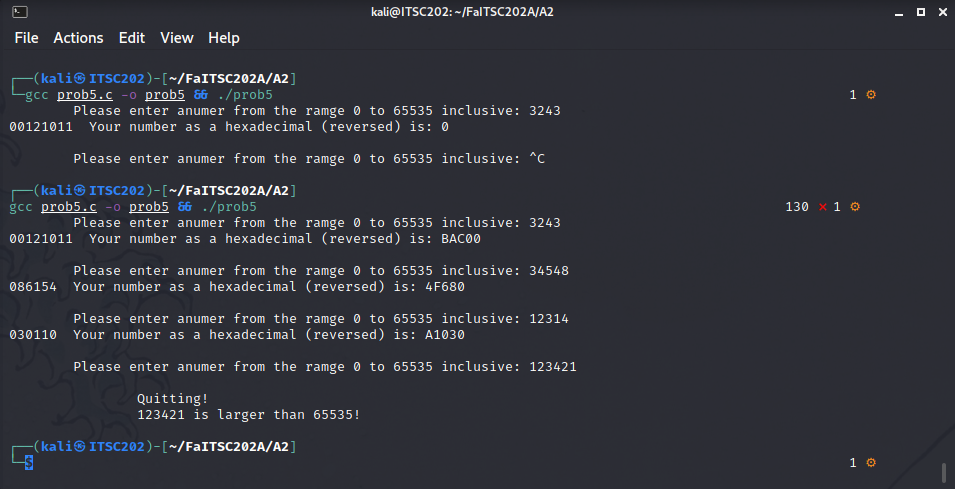 kali@ITSC202: ~/FaITSC202A/A2
File Actions Edit View Help
┌──(kali㉿ITSC202)-[~/FaITSC202A/A2]
└─gcc prob5.c -o prob5 && ./prob5 1 ⚙
Please enter anumer from the ramge 0 to 65535 inclusive: 3243
00121011 Your number as a hexadecimal (reversed) is: 0
Please enter anumer from the ramge 0 to 65535 inclusive: ^C
┌──(kali㉿ITSC202)-[~/FaITSC202A/A2]
gcc prob5.c -o prob5 && ./prob5 130 ⨯ 1 ⚙
Please enter anumer from the ramge 0 to 65535 inclusive: 3243
00121011 Your number as a hexadecimal (reversed) is: BAC00
Please enter anumer from the ramge 0 to 65535 inclusive: 34548
086154 Your number as a hexadecimal (reversed) is: 4F680
Please enter anumer from the ramge 0 to 65535 inclusive: 12314
030110 Your number as a hexadecimal (reversed) is: A1030
Please enter anumer from the ramge 0 to 65535 inclusive: 123421
Quitting!
123421 is larger than 65535!
┌──(kali㉿ITSC202)-[~/FaITSC202A/A2]
└─$ 1 ⚙